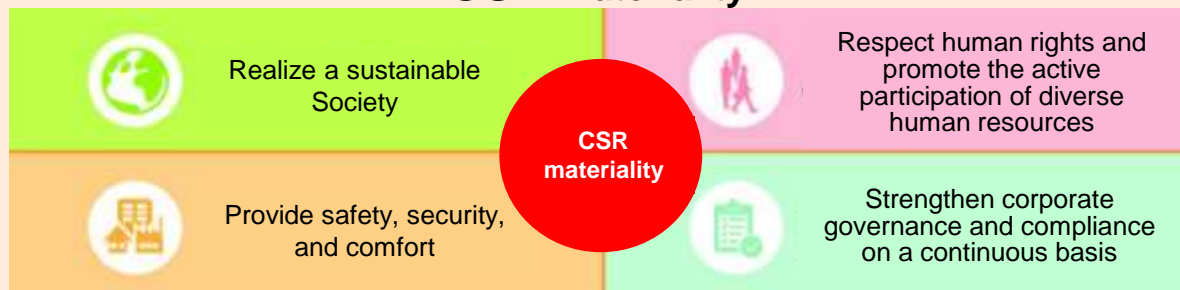 Realize a sustainable
Society
Respect human rights and
promote the active
participation of diverse
human resources
CSR
materiality
Provide safety, security,
and comfort
Strengthen corporate
governance and compliance
on a continuous basis